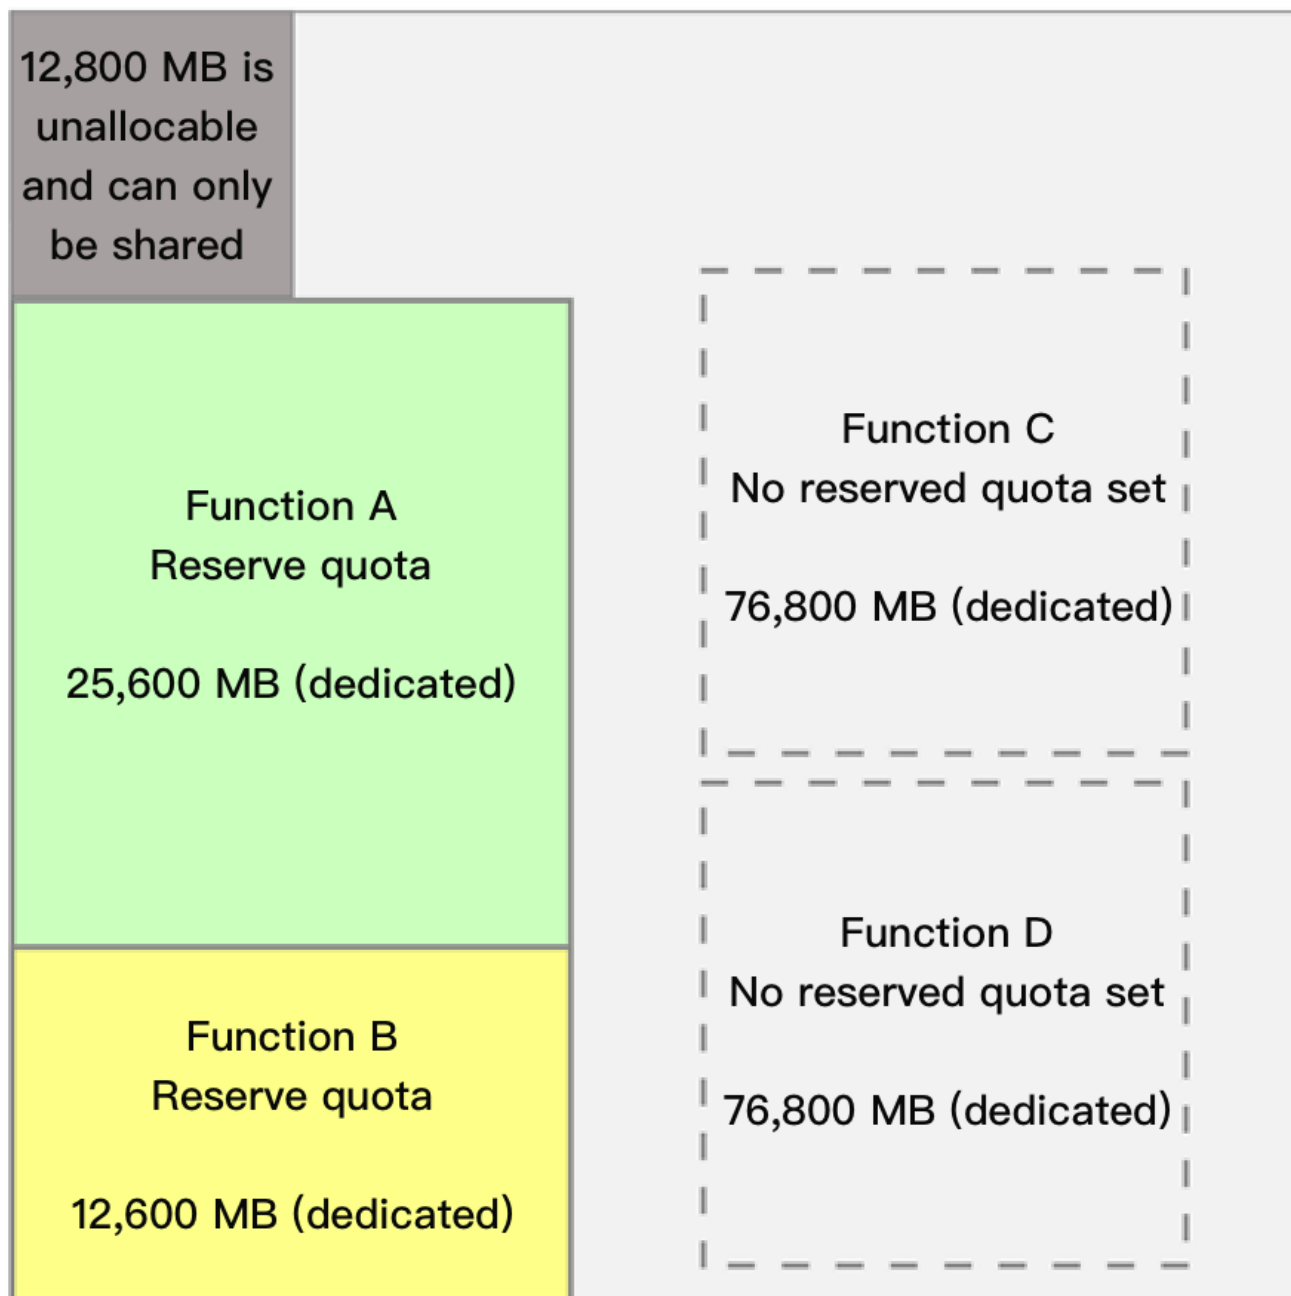 12,800 MB is
unallocable
and can only
be shared
Function A
Reserve quota
25,600 MB (dedicated)
Function B
Reserve quota
12,600 MB (dedicated)
Function C
No reserved quota set
76,800 MB (dedicated)
Function D
No reserved quota set
76,800 MB (dedicated)